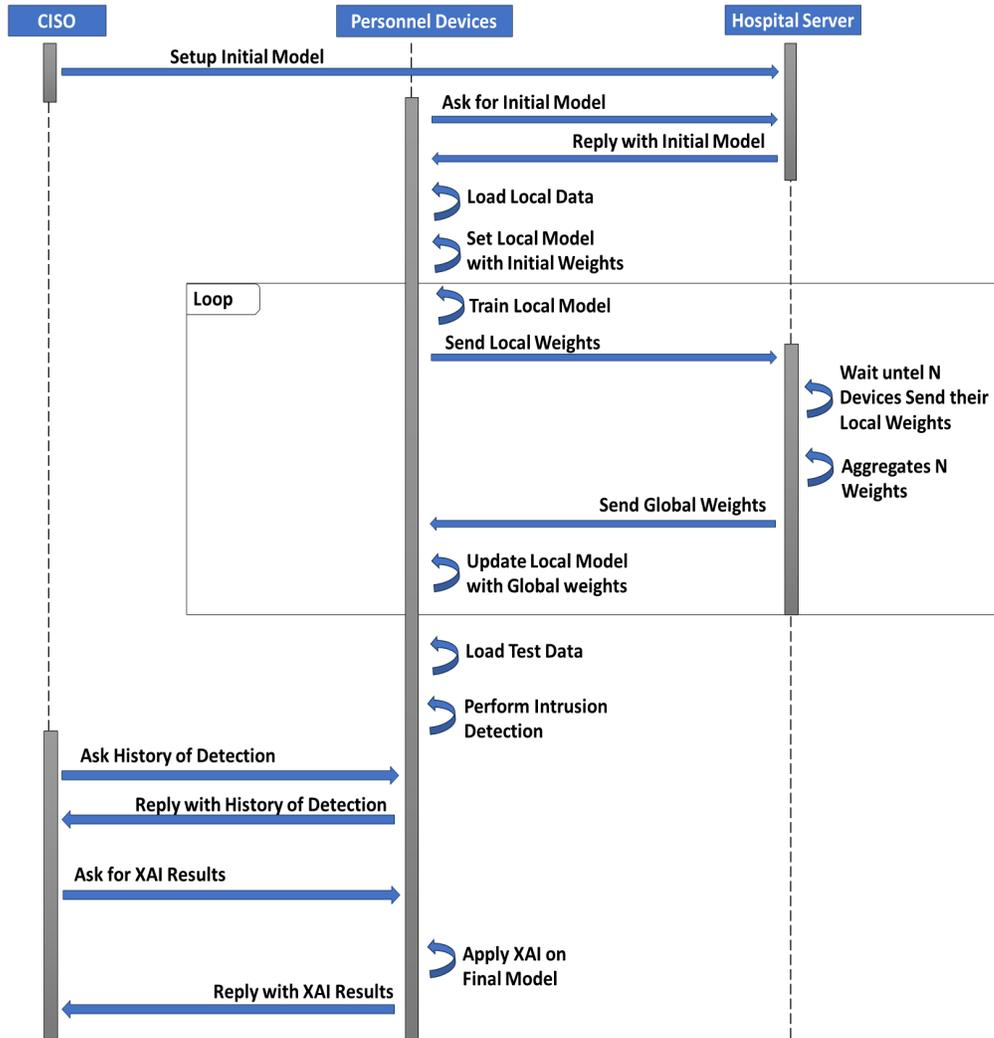 CISO
Personnel Devices
Hospital Server
Setup Initial Model
Ask for Initial Model
Reply with Initial Model
Load Local Data
Set Local Model
with Initial Weights
Loop
Train Local Model
Send Local Weights
Wait untel N
Devices Send their
Local Weights
Aggregates N
Weights
Send Global Weights
Update Local Model
with Global weights
Load Test Data
Perform Intrusion
Detection
Ask History of Detection
Reply with History of Detection
Ask for XAI Results
Apply XAI on
Final Model
Reply with XAI Results